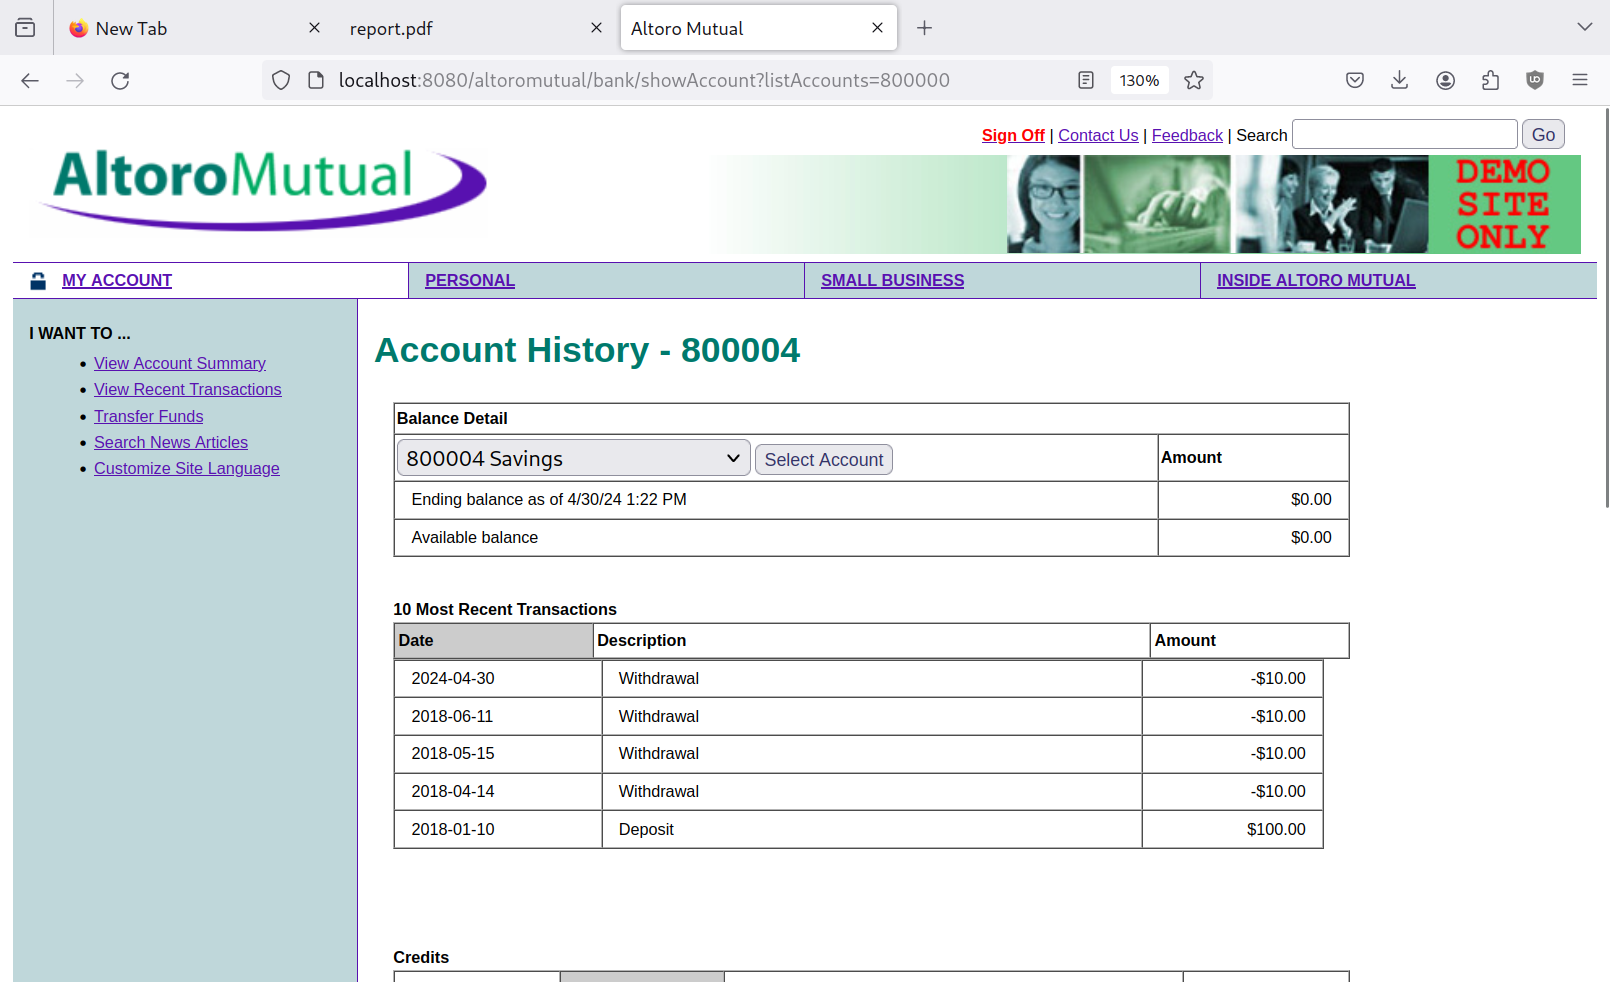 New Tab
report.pdf
Altoro Mutual
localhost:8080/altoromutual/bank/showAccount?listAccounts=800000
130%
Sign Off | Contact Us | Feedback | Search
Go
AltoroMutual
DEMO
SITE
ONLY
MY ACCOUNT
PERSONAL
SMALL BUSINESS
INSIDE ALTORO MUTUAL
I WANT TO ...
View Account Summary
View Recent Transactions
Transfer Funds
Search News Articles
Customize Site Language
Account History - 800004
Balance Detail
800004 Savings
Select Account
Amount
Ending balance as of 4/30/24 1:22 PM $0.00
Available balance $0.00
10 Most Recent Transactions
Date Description Amount
2024-04-30 Withdrawal -$10.00
2018-06-11 Withdrawal -$10.00
2018-05-15 Withdrawal -$10.00
2018-04-14 Withdrawal -$10.00
2018-01-10 Deposit $100.00
Credits